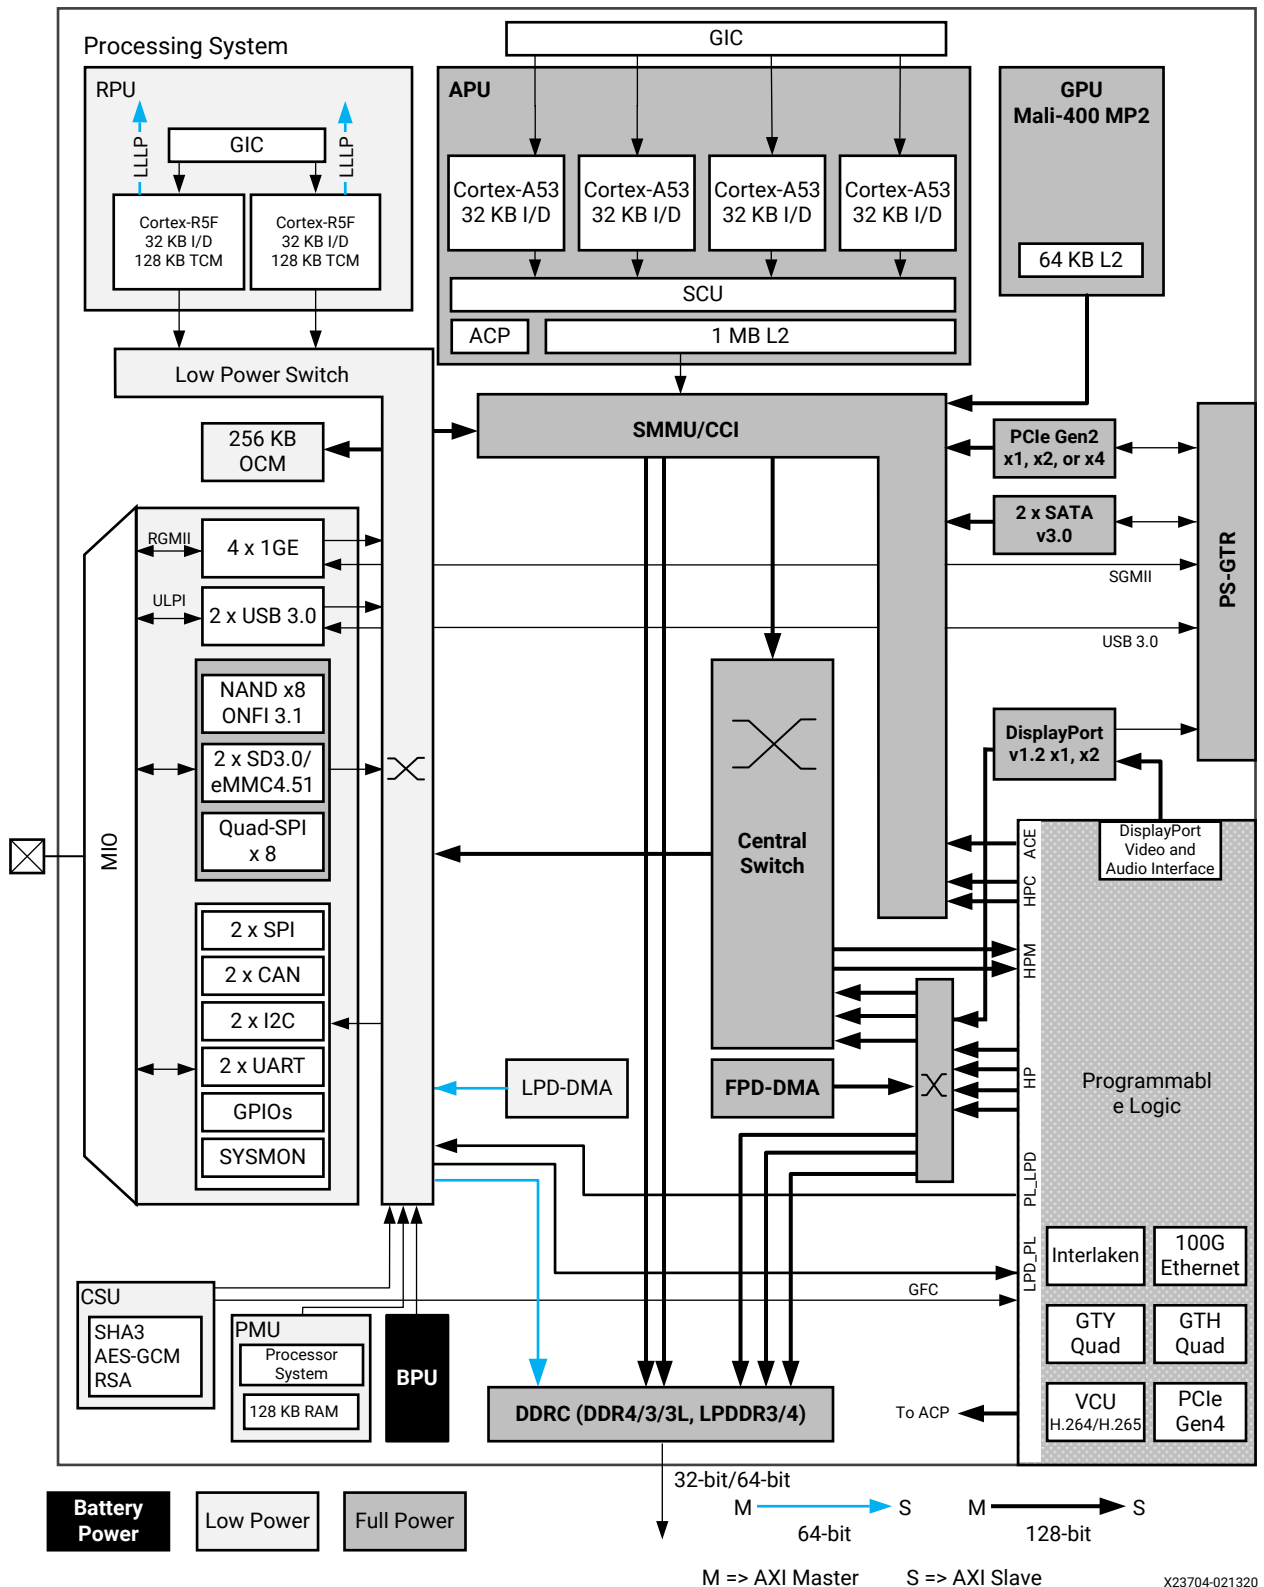 Processing System
GIC
RPU
LLLP
LLLP
GIC
Cortex-R5F
32 KB I/D
128 KB TCM
Cortex-R5F
32 KB I/D
128 KB TCM
APU
Cortex-A53
32 KB I/D
Cortex-A53
32 KB I/D
Cortex-A53
32 KB I/D
Cortex-A53
32 KB I/D
SCU
ACP
1 MB L2
GPU
Mali-400 MP2
64 KB L2
Low Power Switch
256 KB
OCM
SMMU/CCI
PCIe Gen2
x1, x2, or x4
2 x SATA
v3.0
PS-GTR
SGMII
USB 3.0
RGMII
4 x 1GE
ULPI
2 x USB 3.0
NAND x8
ONFI 3.1
2 x SD3.0/
eMMC4.51
Quad-SPI
x 8
MIO
2 x SPI
2 x CAN
2 x I2C
2 x UART
GPIOs
SYSMON
Central
Switch
DisplayPort
v1.2 x1, x2
DisplayPort
Video and
Audio Interface
ACE
HPC
HPM
HP
PL_LPD
LPD_PL
Programmabl
e Logic
LPD-DMA
FPD-DMA
Interlaken
100G
Ethernet
GTY
Quad
GTH
Quad
VCU
H.264/H.265
PCIe
Gen4
GFC
To ACP
CSU
SHA3
AES-GCM
RSA
PMU
Processor
System
128 KB RAM
BPU
DDRC (DDR4/3/3L, LPDDR3/4)
32-bit/64-bit
Battery
Power
Low Power
Full Power
M
S
64-bit
M
S
128-bit
M => AXI Master
S => AXI Slave
X23704-021320